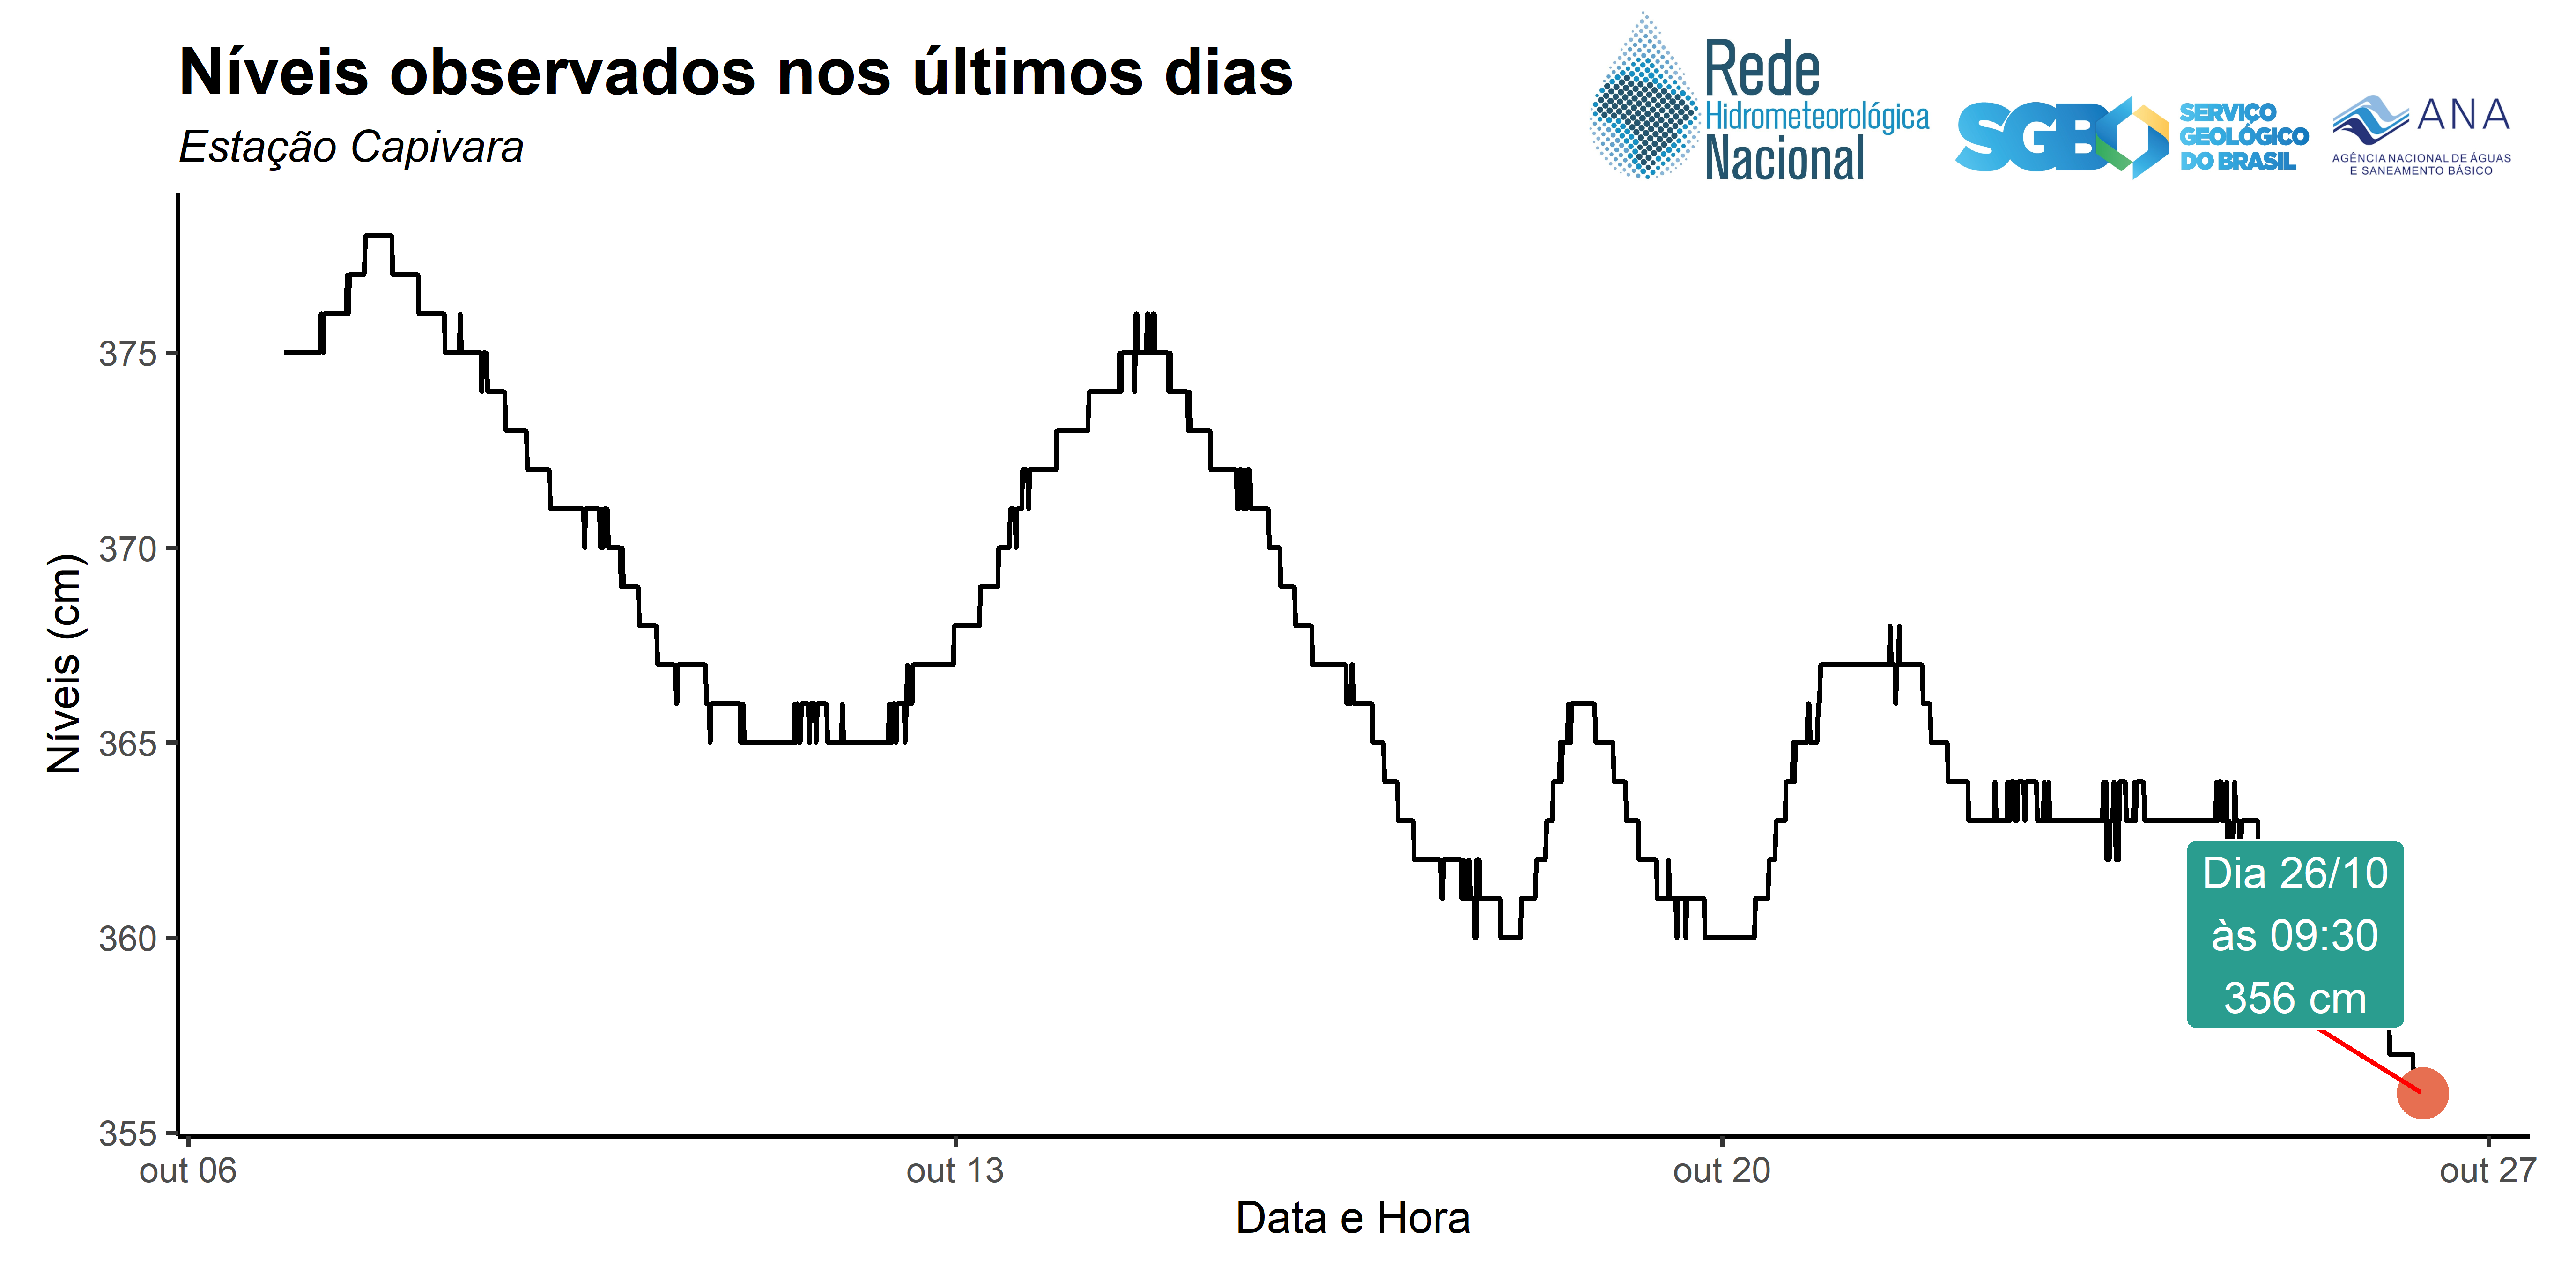 Níveis observados nos últimos dias
Estação Capivara
Rede
Hidrometeorológica
Nacional
SGB
SERVIÇO
GEOLÓGICO
DO BRASIL
ANA
AGÊNCIA NACIONAL DE ÁGUAS
E SANEAMENTO BÁSICO
Níveis (cm)
375
370
365
360
355
Dia 26/10
às 09:30
356 cm
out 06
out 13
out 20
out 27
Data e Hora